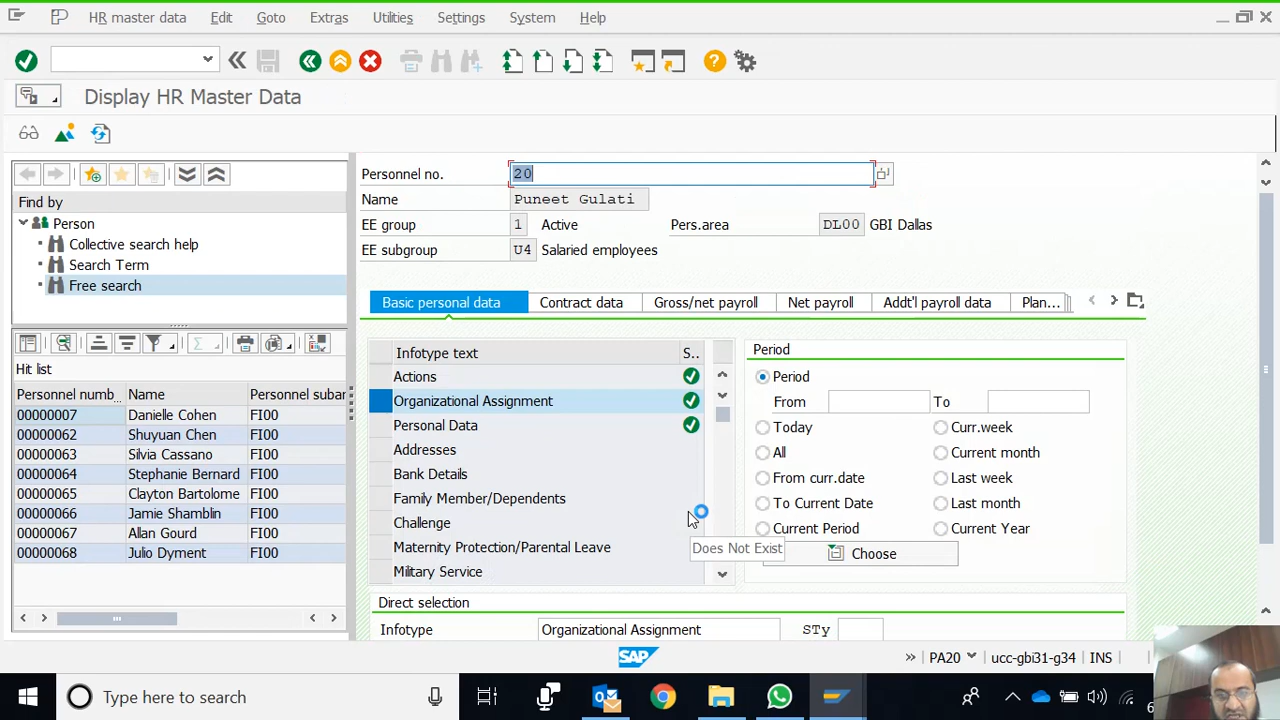 HR master data Edit Goto Extras Utilities Settings System Help
Display HR Master Data
Find by
Person
Collective search help
Search Term
Free search
Hit list
Personnel numb... Name Personnel subar
00000007 Danielle Cohen FI00
00000062 Shuyuan Chen FI00
00000063 Silvia Cassano FI00
00000064 Stephanie Bernard FI00
00000065 Clayton Bartolome FI00
00000066 Jamie Shamblin FI00
00000067 Allan Gourd FI00
00000068 Julio Dyment FI00
Personnel no. 20
Name Puneet Gulati
EE group 1 Active Pers.area DL00 GBI Dallas
EE subgroup U4 Salaried employees
Basic personal data Contract data Gross/net payroll Net payroll Addt'l payroll data Plan...
Infotype text S..
Actions
Organizational Assignment
Personal Data
Addresses
Bank Details
Family Member/Dependents
Challenge
Maternity Protection/Parental Leave
Military Service
Period
Period
From To
Today Curr.week
All Current month
From curr.date Last week
To Current Date Last month
Current Period Current Year
Does Not Exist
Choose
Direct selection
Infotype Organizational Assignment STy
SAP
PA20 ucc-gbi31-g34 INS
Type here to search